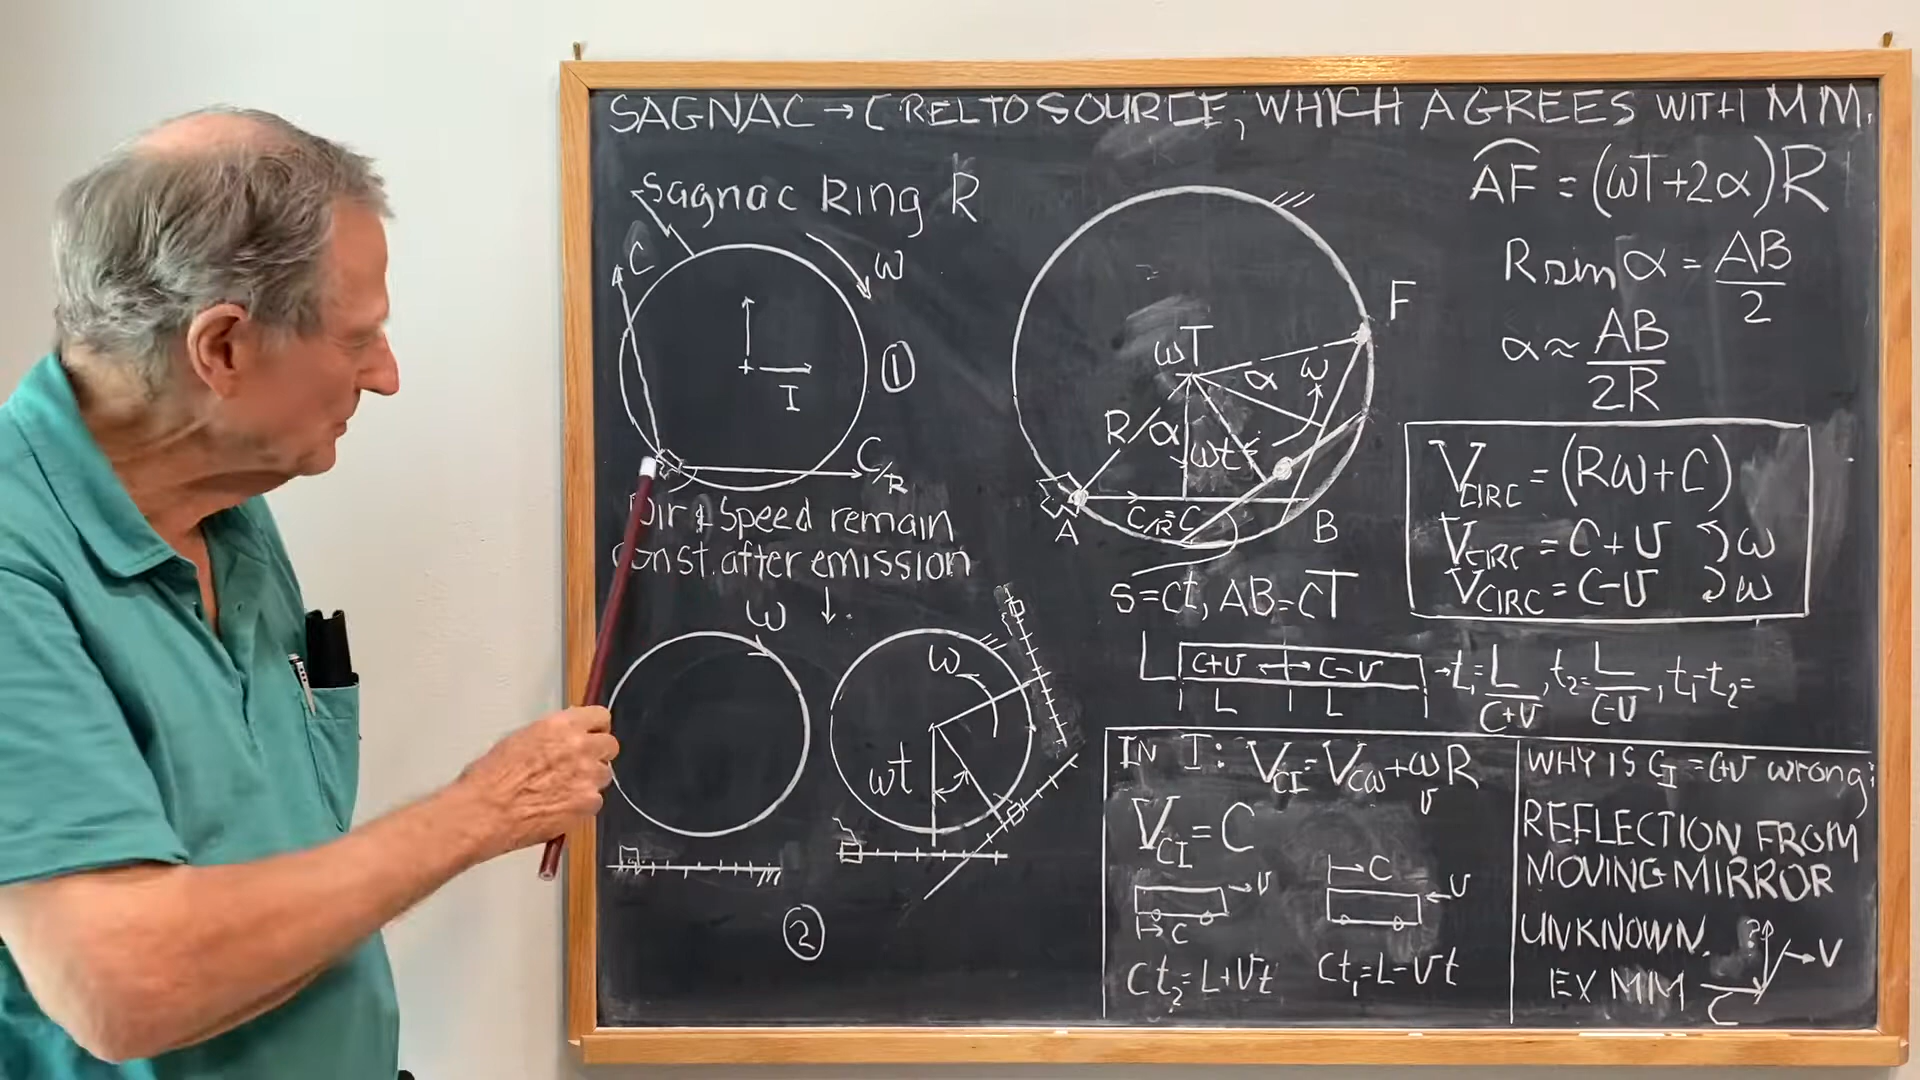 SAGNAC → C REL TO SOURCE, WHICH AGREES WITH MM.
Sagnac Ring R
C
ω
I
①
C/R
Dir & Speed remain
const. after emission
ω
ω
ωt
②
F
ωT
α
ω
R
α
ωt
A
C/R = C
B
S=Ct, AB=CT
AF = (ωT+2α)R
R sin α = AB/2
α ≈ AB/2R
V_CIRC = (Rω+C)
V_CIRC = C+υ ω
V_CIRC = C-υ ω
L C+υ ←→ C-υ → t₁=L/C+υ, t₂=L/C-υ, t₁-t₂=
L L
IN I: V_CI = V_Cω + ωR
υ
V_CI = C
υ
C
C
υ
Ct₂=L+υt
Ct₁=L-υt
WHY IS C_I = C+υ wrong?
REFLECTION FROM
MOVING MIRROR
UNKNOWN.
EX MM
?
V
C